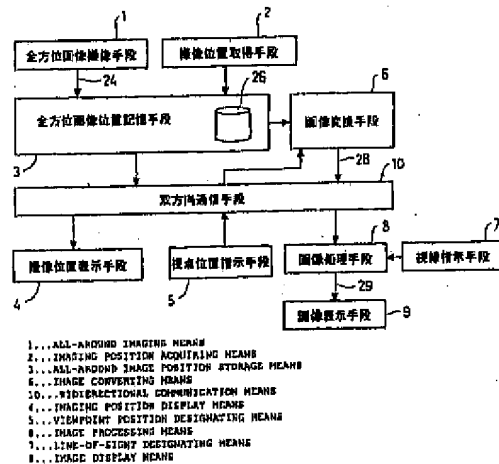 1
2
全方位画像撮像手段
撮像位置取得手段
24
26
6
全方位画像位置記憶手段
画像変換手段
3
28
10
双方向通信手段
8
7
撮像位置表示手段
視点位置指示手段
画像処理手段
視線指示手段
4
5
29
9
画像表示手段
1...ALL-AROUND IMAGING MEANS
2...IMAGING POSITION ACQUIRING MEANS
3...ALL-AROUND IMAGE POSITION STORAGE MEANS
6...IMAGE CONVERTING MEANS
10...BIDIRECTIONAL COMMUNICATION MEANS
4...IMAGING POSITION DISPLAY MEANS
5...VIEWPOINT POSITION DESIGNATING MEANS
8...IMAGE PROCESSING MEANS
7...LINE-OF-SIGHT DESIGNATING MEANS
9...IMAGE DISPLAY MEANS